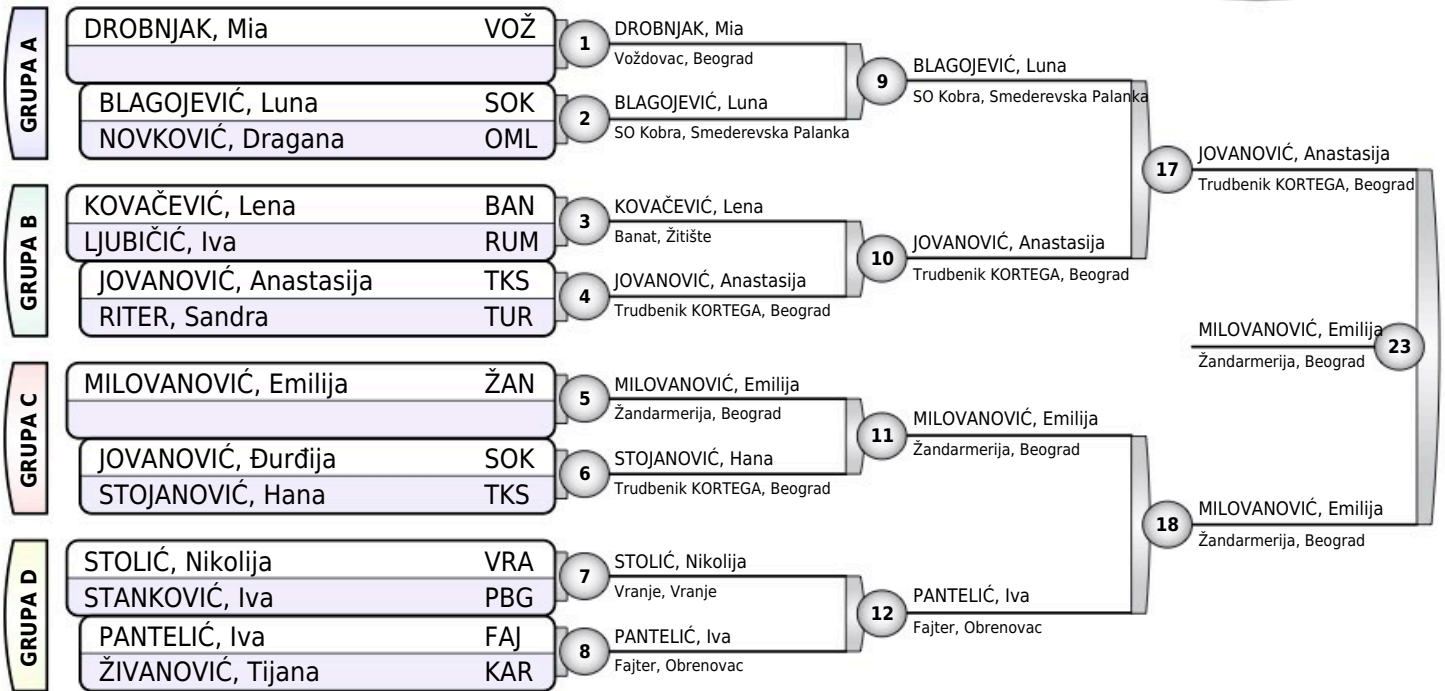 GRUPA A
DROBNJAK, Mia VOŽ
BLAGOJEVIĆ, Luna SOK
NOVKOVIĆ, Dragana OML
GRUPA B
KOVAČEVIĆ, Lena BAN
LJUBIČIĆ, Iva RUM
JOVANOVIĆ, Anastasija TKS
RITER, Sandra TUR
GRUPA C
MILOVANOVIĆ, Emilija ŽAN
JOVANOVIĆ, Đurđija SOK
STOJANOVIĆ, Hana TKS
GRUPA D
STOLIĆ, Nikolija VRA
STANKOVIĆ, Iva PBG
PANTELIĆ, Iva FAJ
ŽIVANOVIĆ, Tijana KAR
1
DROBNJAK, Mia
Voždovac, Beograd
2
BLAGOJEVIĆ, Luna
SO Kobra, Smederevska Palanka
3
KOVAČEVIĆ, Lena
Banat, Žitište
4
JOVANOVIĆ, Anastasija
Trudbenik KORTEGA, Beograd
5
MILOVANOVIĆ, Emilija
Žandarmerija, Beograd
6
STOJANOVIĆ, Hana
Trudbenik KORTEGA, Beograd
7
STOLIĆ, Nikolija
Vranje, Vranje
8
PANTELIĆ, Iva
Fajter, Obrenovac
9
BLAGOJEVIĆ, Luna
SO Kobra, Smederevska Palanka
10
JOVANOVIĆ, Anastasija
Trudbenik KORTEGA, Beograd
11
MILOVANOVIĆ, Emilija
Žandarmerija, Beograd
12
PANTELIĆ, Iva
Fajter, Obrenovac
17
JOVANOVIĆ, Anastasija
Trudbenik KORTEGA, Beograd
18
MILOVANOVIĆ, Emilija
Žandarmerija, Beograd
MILOVANOVIĆ, Emilija
Žandarmerija, Beograd
23